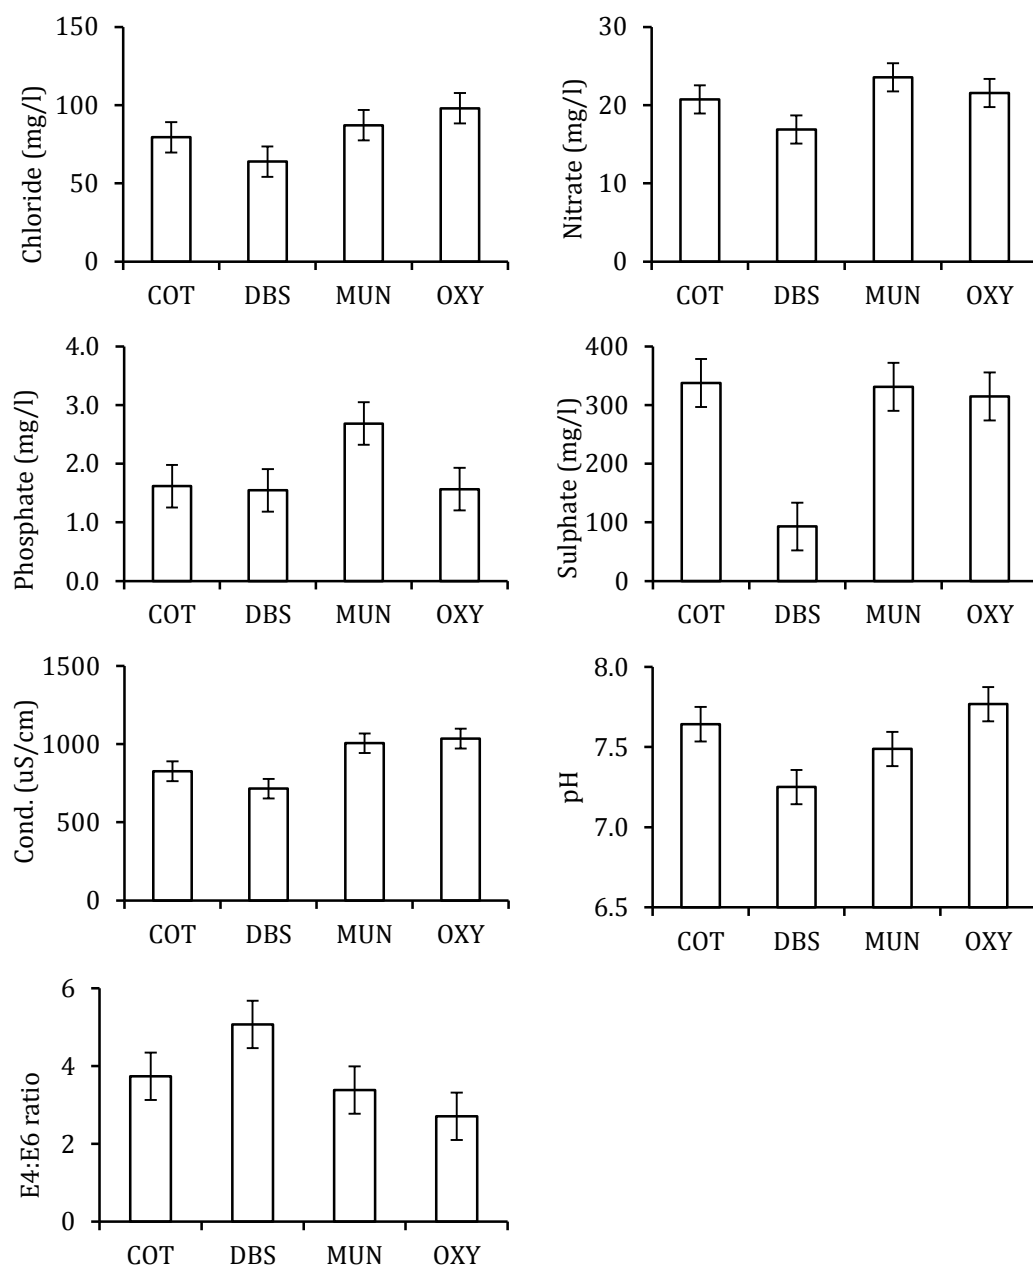 Chloride (mg/l)
150
100
50
0
COT DBS MUN OXY
Nitrate (mg/l)
30
20
10
0
COT DBS MUN OXY
Phosphate (mg/l)
4.0
3.0
2.0
1.0
0.0
COT DBS MUN OXY
Sulphate (mg/l)
400
300
200
100
0
COT DBS MUN OXY
Cond. (uS/cm)
1500
1000
500
0
COT DBS MUN OXY
pH
8.0
7.5
7.0
6.5
COT DBS MUN OXY
E4:E6 ratio
6
4
2
0
COT DBS MUN OXY